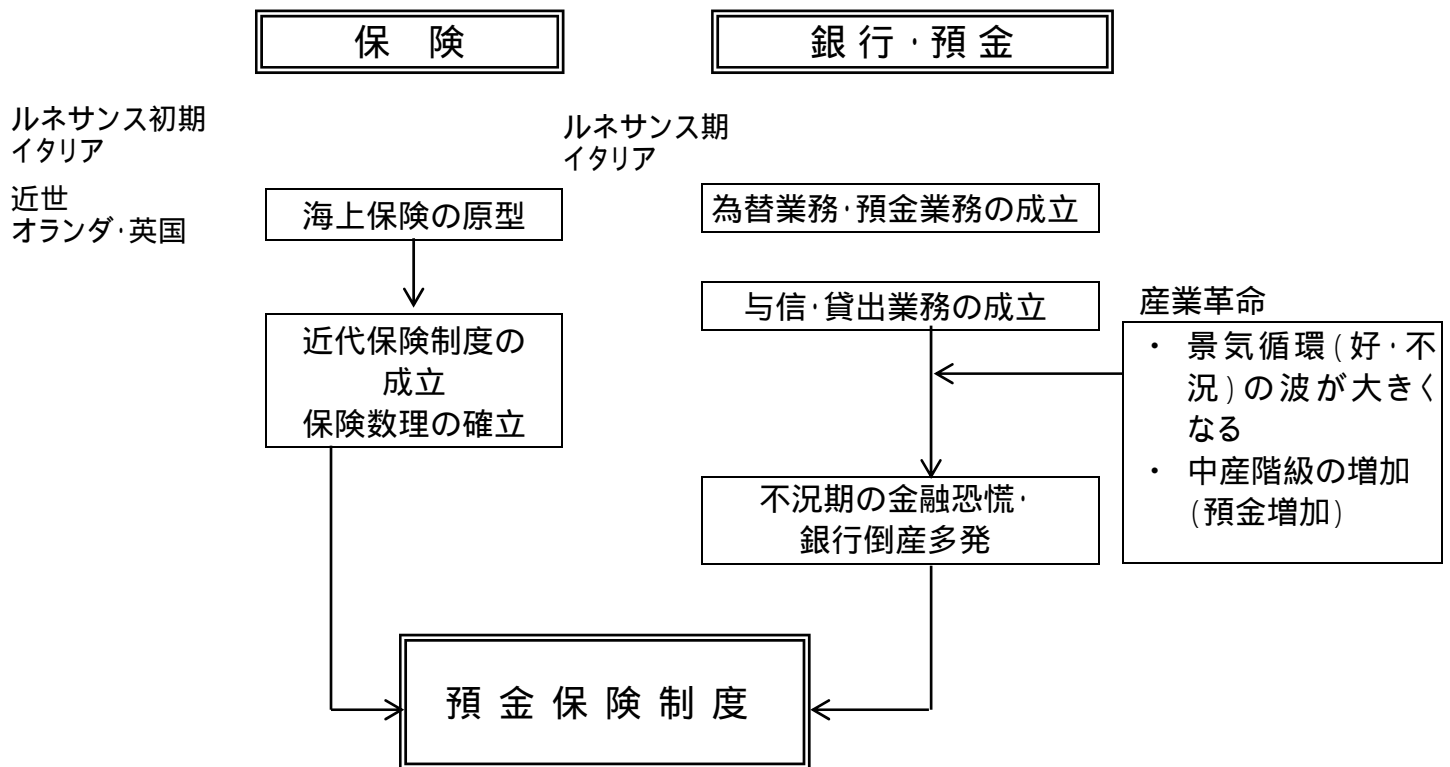 保 険
銀行・預金
ルネサンス初期
イタリア
ルネサンス期
イタリア
近世
オランダ・英国
海上保険の原型
為替業務・預金業務の成立
近代保険制度の
成立
保険数理の確立
与信・貸出業務の成立
産業革命
・ 景気循環(好・不
況)の波が大きく
なる
・ 中産階級の増加
(預金増加)
不況期の金融恐慌・
銀行倒産多発
預金保険制度